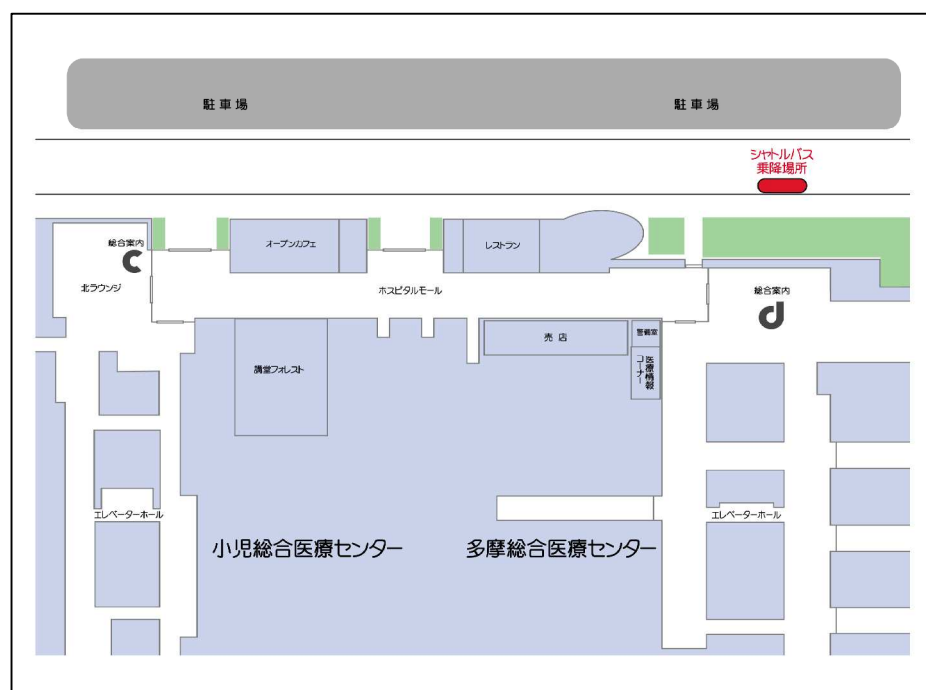 駐車場
駐車場
シャトルバス
乗降場所
総合案内
C
北ラウンジ
オープンカフェ
レストラン
ホスピタルモール
総合案内
d
講堂フォレスト
売店
警備室
医療情報
コーナー
エレベーターホール
エレベーターホール
小児総合医療センター
多摩総合医療センター